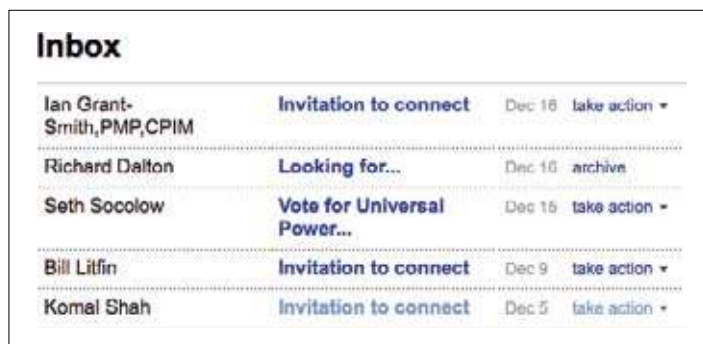 Inbox
Ian Grant- Invitation to connect Dec 16 take action
Smith,PMP,CPIM
Richard Dalton Looking for... Dec 16 archive
Seth Socolow Vote for Universal Dec 15 take action
Power...
Bill Litfin Invitation to connect Dec 9 take action
Komal Shah Invitation to connect Dec 5 take action